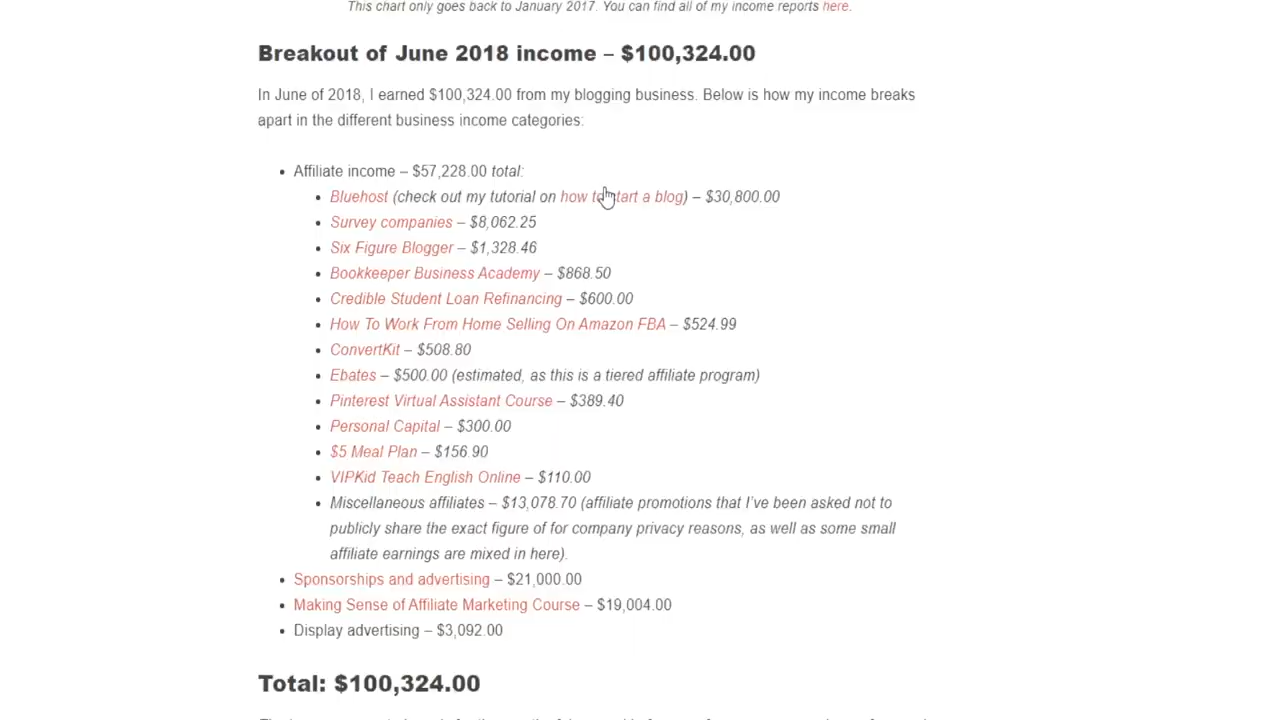 This chart only goes back to January 2017. You can find all of my income reports here.
Breakout of June 2018 income – $100,324.00
In June of 2018, I earned $100,324.00 from my blogging business. Below is how my income breaks
apart in the different business income categories:
• Affiliate income – $57,228.00 total:
• Bluehost (check out my tutorial on how to start a blog) – $30,800.00
• Survey companies – $8,062.25
• Six Figure Blogger – $1,328.46
• Bookkeeper Business Academy – $868.50
• Credible Student Loan Refinancing – $600.00
• How To Work From Home Selling On Amazon FBA – $524.99
• ConvertKit – $508.80
• Ebates – $500.00 (estimated, as this is a tiered affiliate program)
• Pinterest Virtual Assistant Course – $389.40
• Personal Capital – $300.00
• $5 Meal Plan – $156.90
• VIPKid Teach English Online – $110.00
• Miscellaneous affiliates – $13,078.70 (affiliate promotions that I've been asked not to
publicly share the exact figure of for company privacy reasons, as well as some small
affiliate earnings are mixed in here).
• Sponsorships and advertising – $21,000.00
• Making Sense of Affiliate Marketing Course – $19,004.00
• Display advertising – $3,092.00
Total: $100,324.00